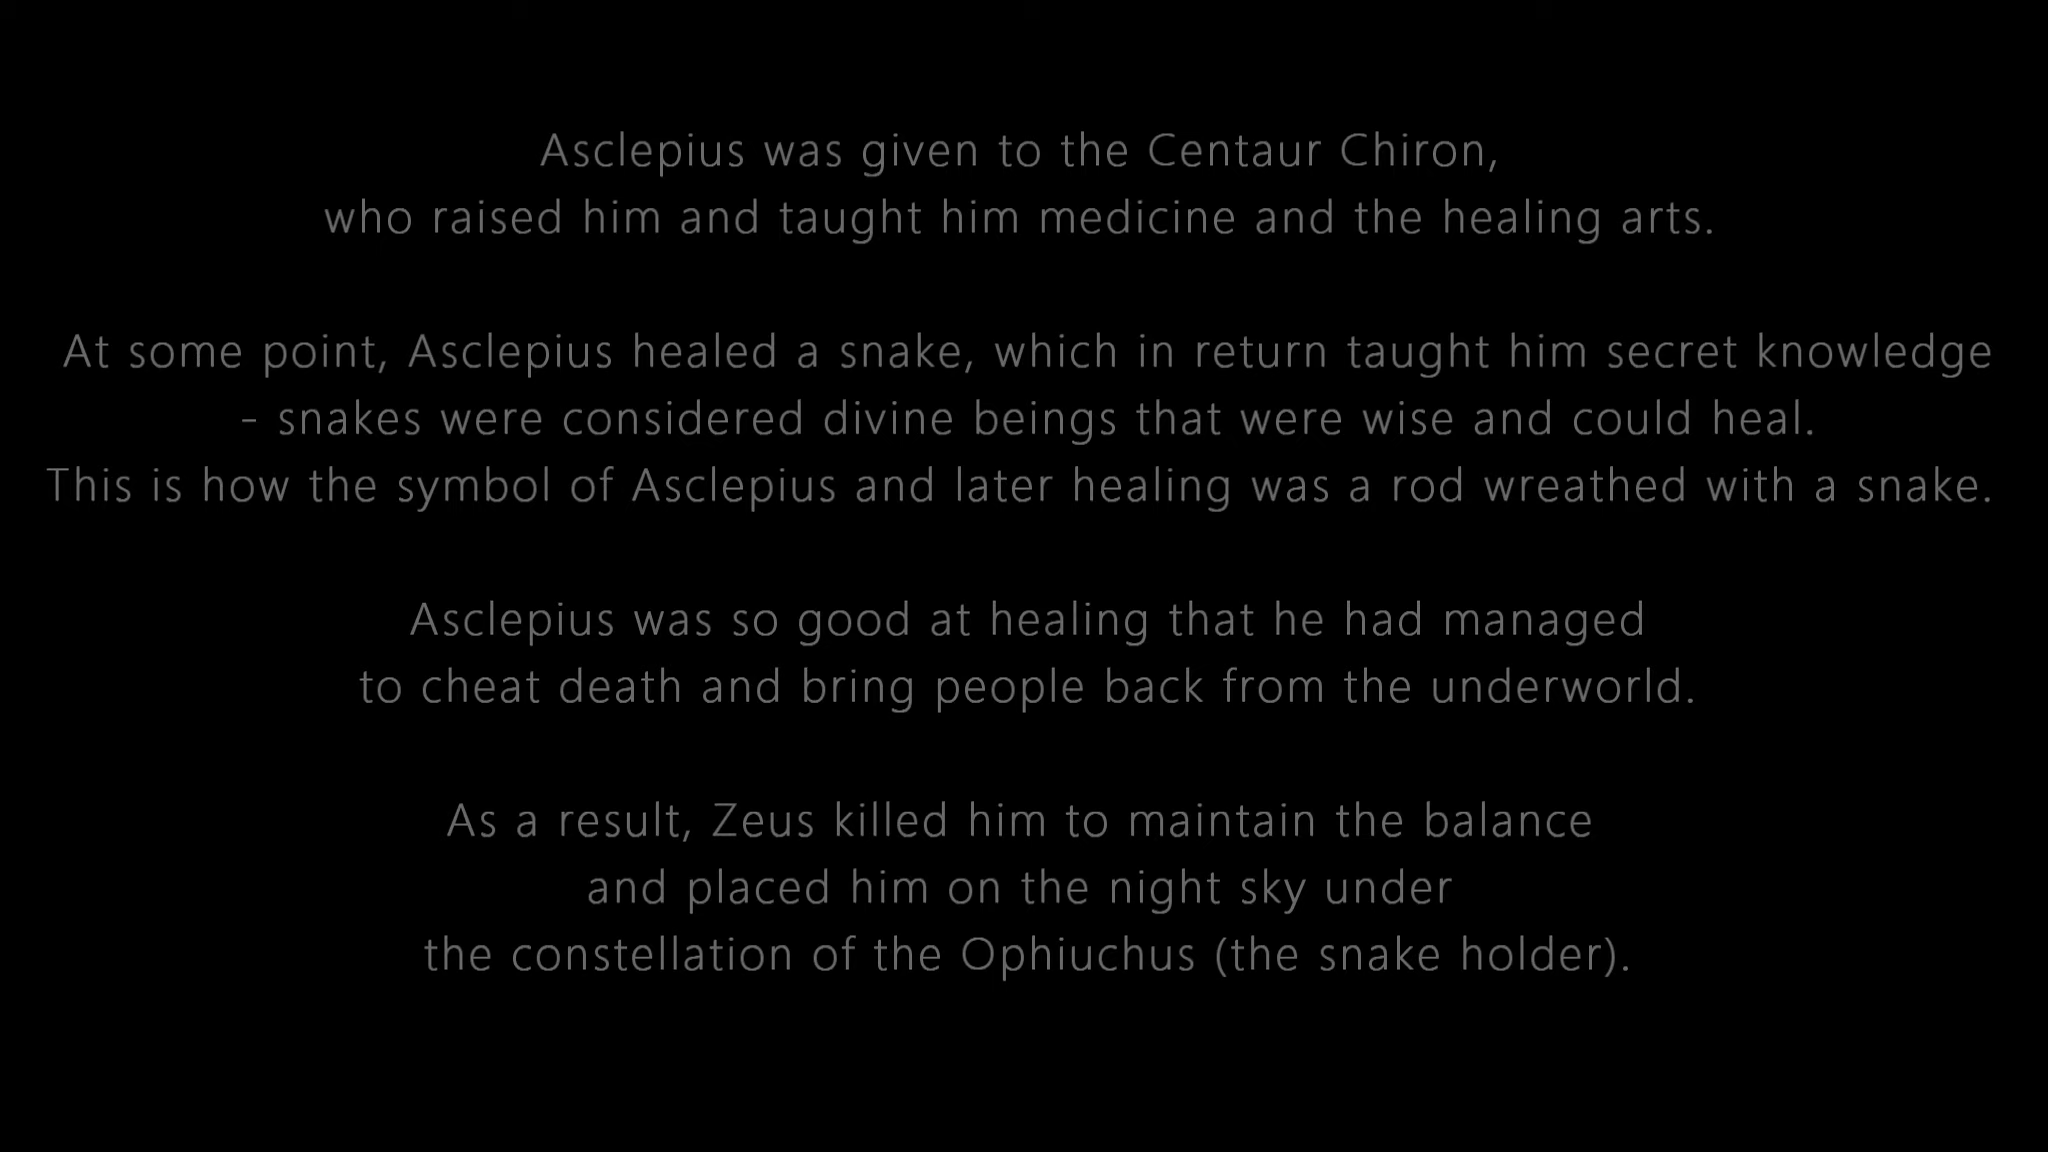 Asclepius was given to the Centaur Chiron,
who raised him and taught him medicine and the healing arts.
At some point, Asclepius healed a snake, which in return taught him secret knowledge
- snakes were considered divine beings that were wise and could heal.
This is how the symbol of Asclepius and later healing was a rod wreathed with a snake.
Asclepius was so good at healing that he had managed
to cheat death and bring people back from the underworld.
As a result, Zeus killed him to maintain the balance
and placed him on the night sky under
the constellation of the Ophiuchus (the snake holder).